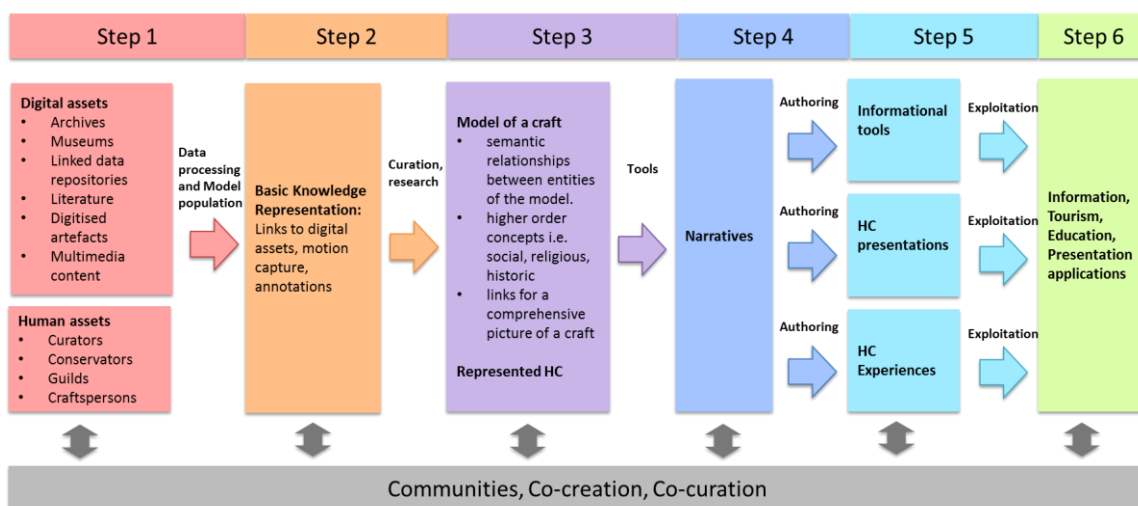 Step 1
Step 2
Step 3
Step 4
Step 5
Step 6
Digital assets
• Archives
• Museums
• Linked data
repositories
• Literature
• Digitised
artefacts
• Multimedia
content
Human assets
• Curators
• Conservators
• Guilds
• Craftspersons
Data
processing
and Model
population
Basic Knowledge
Representation:
Links to digital
assets, motion
capture,
annotations
Curation,
research
Model of a craft
• semantic
relationships
between entities
of the model.
• higher order
concepts i.e.
social, religious,
historic
• links for a
comprehensive
picture of a craft
Represented HC
Tools
Narratives
Authoring
Authoring
Authoring
Informational
tools
HC
presentations
HC
Experiences
Exploitation
Exploitation
Exploitation
Information,
Tourism,
Education,
Presentation
applications
Communities, Co-creation, Co-curation